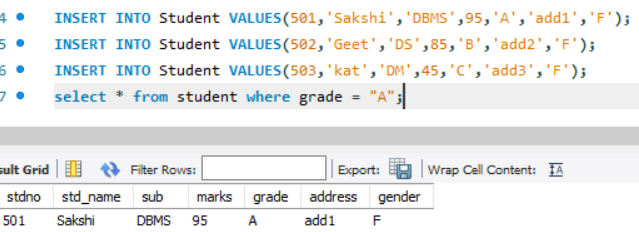 4 INSERT INTO Student VALUES(501,'Sakshi','DBMS',95,'A','add1','F');
5 INSERT INTO Student VALUES(502,'Geet','DS',85,'B','add2','F');
6 INSERT INTO Student VALUES(503,'kat','DM',45,'C','add3','F');
7 select * from student where grade = "A";
sult Grid Filter Rows: Export: Wrap Cell Content: IA
stdno std_name sub marks grade address gender
501 Sakshi DBMS 95 A add1 F